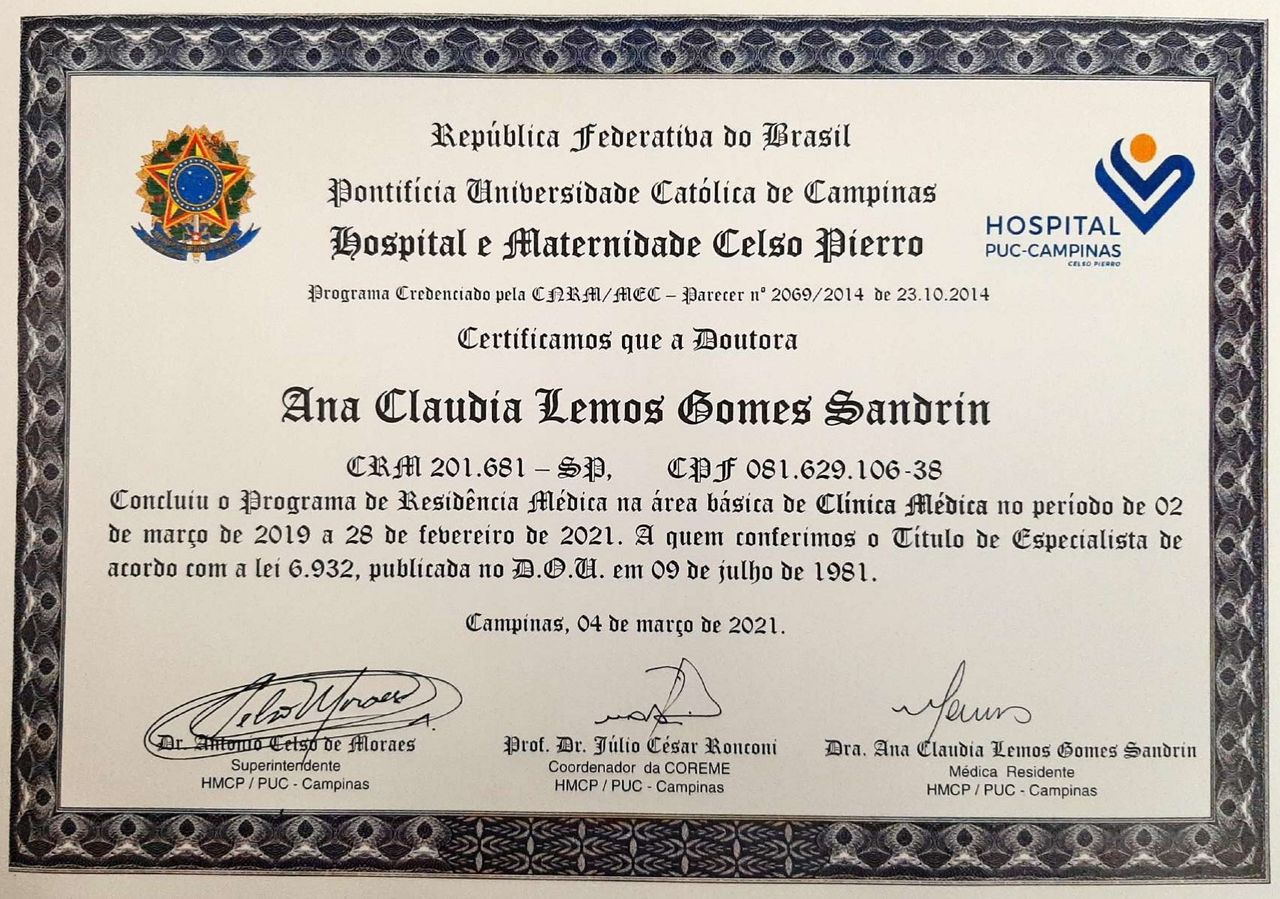 República Federativa do Brasil
Pontifícia Universidade Católica de Campinas
Hospital e Maternidade Celso Pierro
HOSPITAL
PUC-CAMPINAS
CELSO PIERRO
Programa Credenciado pela CNRM/MEC – Parecer nº 2069/2014 de 23.10.2014
Certificamos que a Doutora
Ana Claudia Lemos Gomes Sandrin
CRM 201.681 – SP, CPF 081.629.106-38
Concluiu o Programa de Residência Médica na área básica de Clínica Médica no período de 02
de março de 2019 a 28 de fevereiro de 2021. A quem conferimos o Título de Especialista de
acordo com a lei 6.932, publicada no D.O.U. em 09 de julho de 1981.
Campinas, 04 de março de 2021.
Dr. Antonio Celso de Moraes
Superintendente
HMCP / PUC - Campinas
Prof. Dr. Júlio César Ronconi
Coordenador da COREME
HMCP / PUC - Campinas
Dra. Ana Claudia Lemos Gomes Sandrin
Médica Residente
HMCP / PUC - Campinas